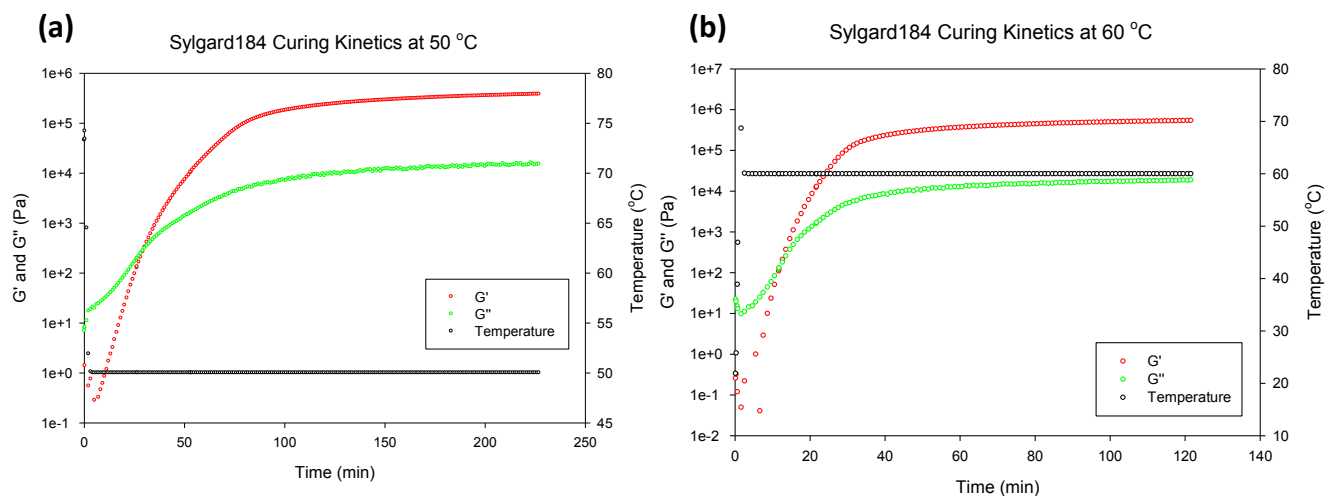 (a)
Sylgard184 Curing Kinetics at 50 °C
1e+6
1e+5
1e+4
1e+3
1e+2
1e+1
1e+0
1e-1
G' and G" (Pa)
0
50
100
150
200
250
Time (min)
80
75
70
65
60
55
50
45
Temperature (°C)
G'
G"
Temperature
(b)
Sylgard184 Curing Kinetics at 60 °C
1e+7
1e+6
1e+5
1e+4
1e+3
1e+2
1e+1
1e+0
1e-1
1e-2
G' and G" (Pa)
0
20
40
60
80
100
120
140
Time (min)
80
70
60
50
40
30
20
10
Temperature (°C)
G'
G"
Temperature